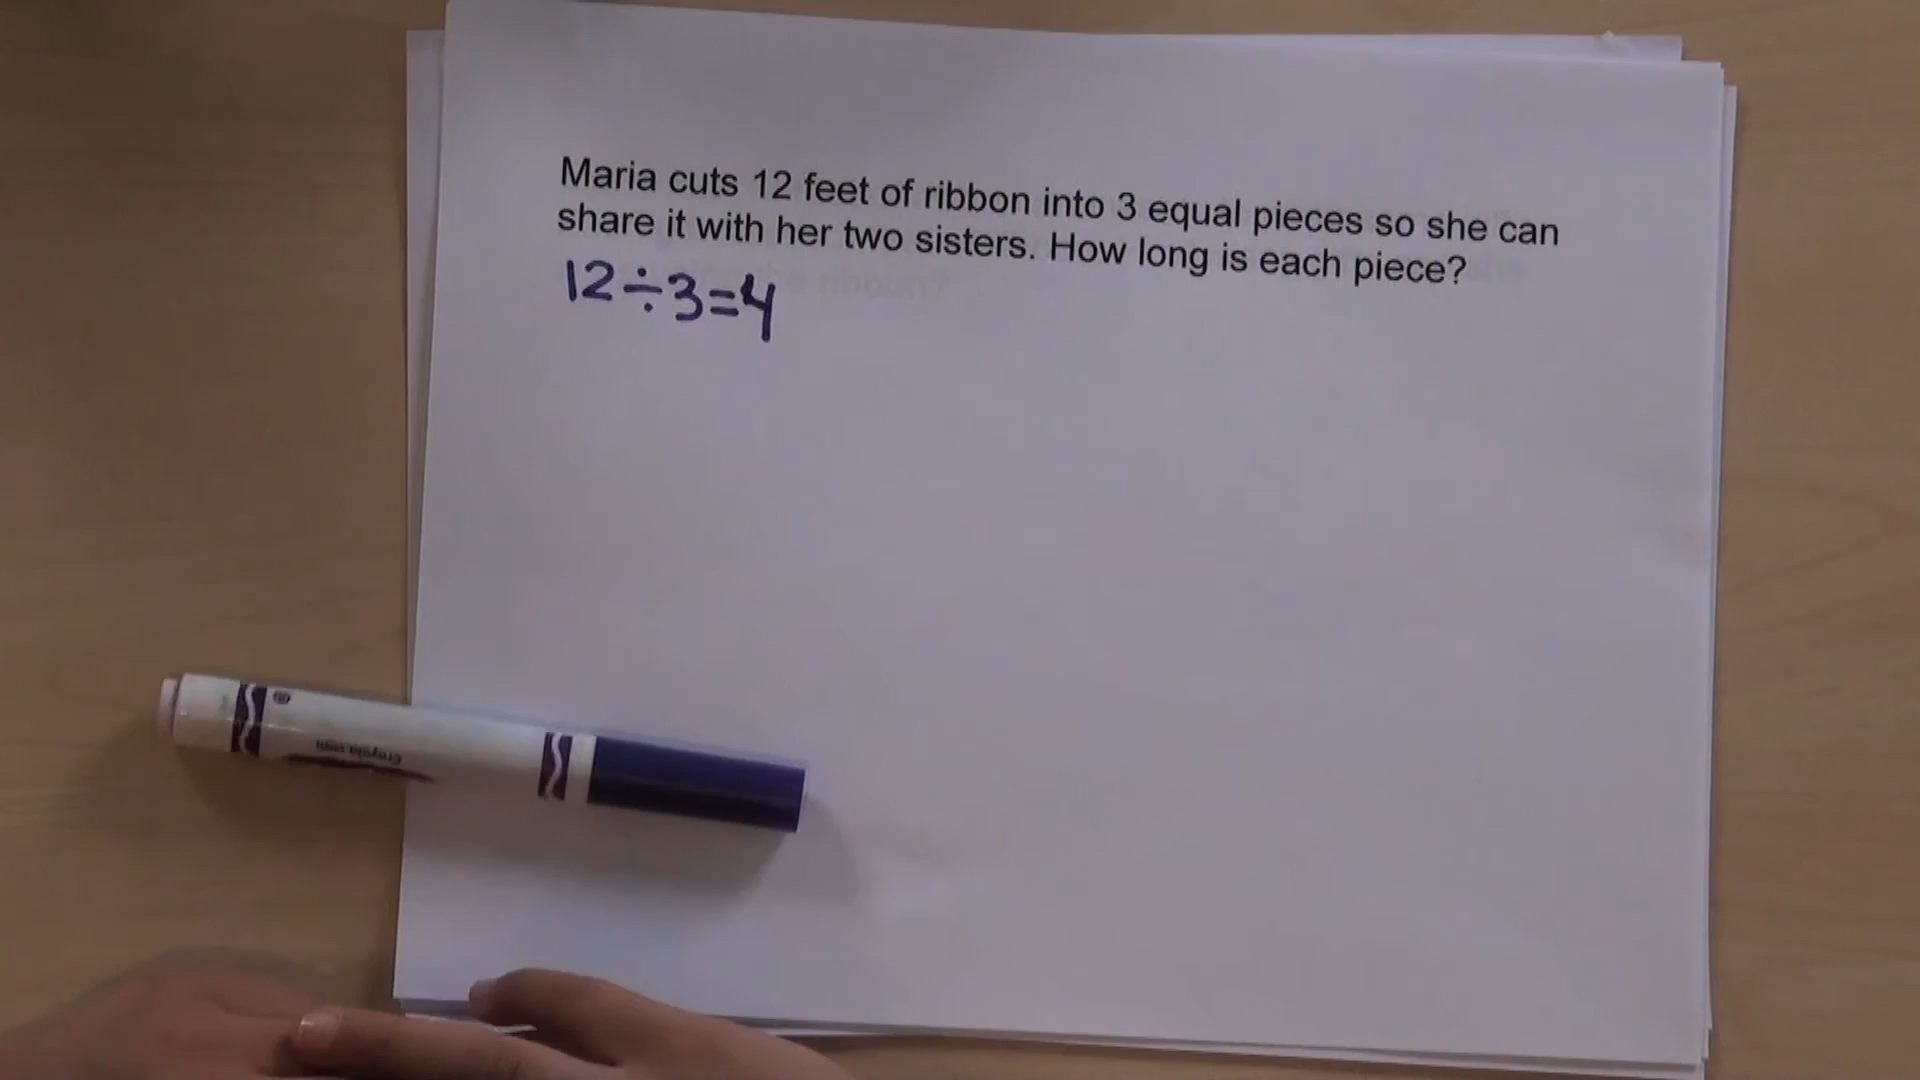 Maria cuts 12 feet of ribbon into 3 equal pieces so she can
share it with her two sisters. How long is each piece?
12÷3=4
Crayola